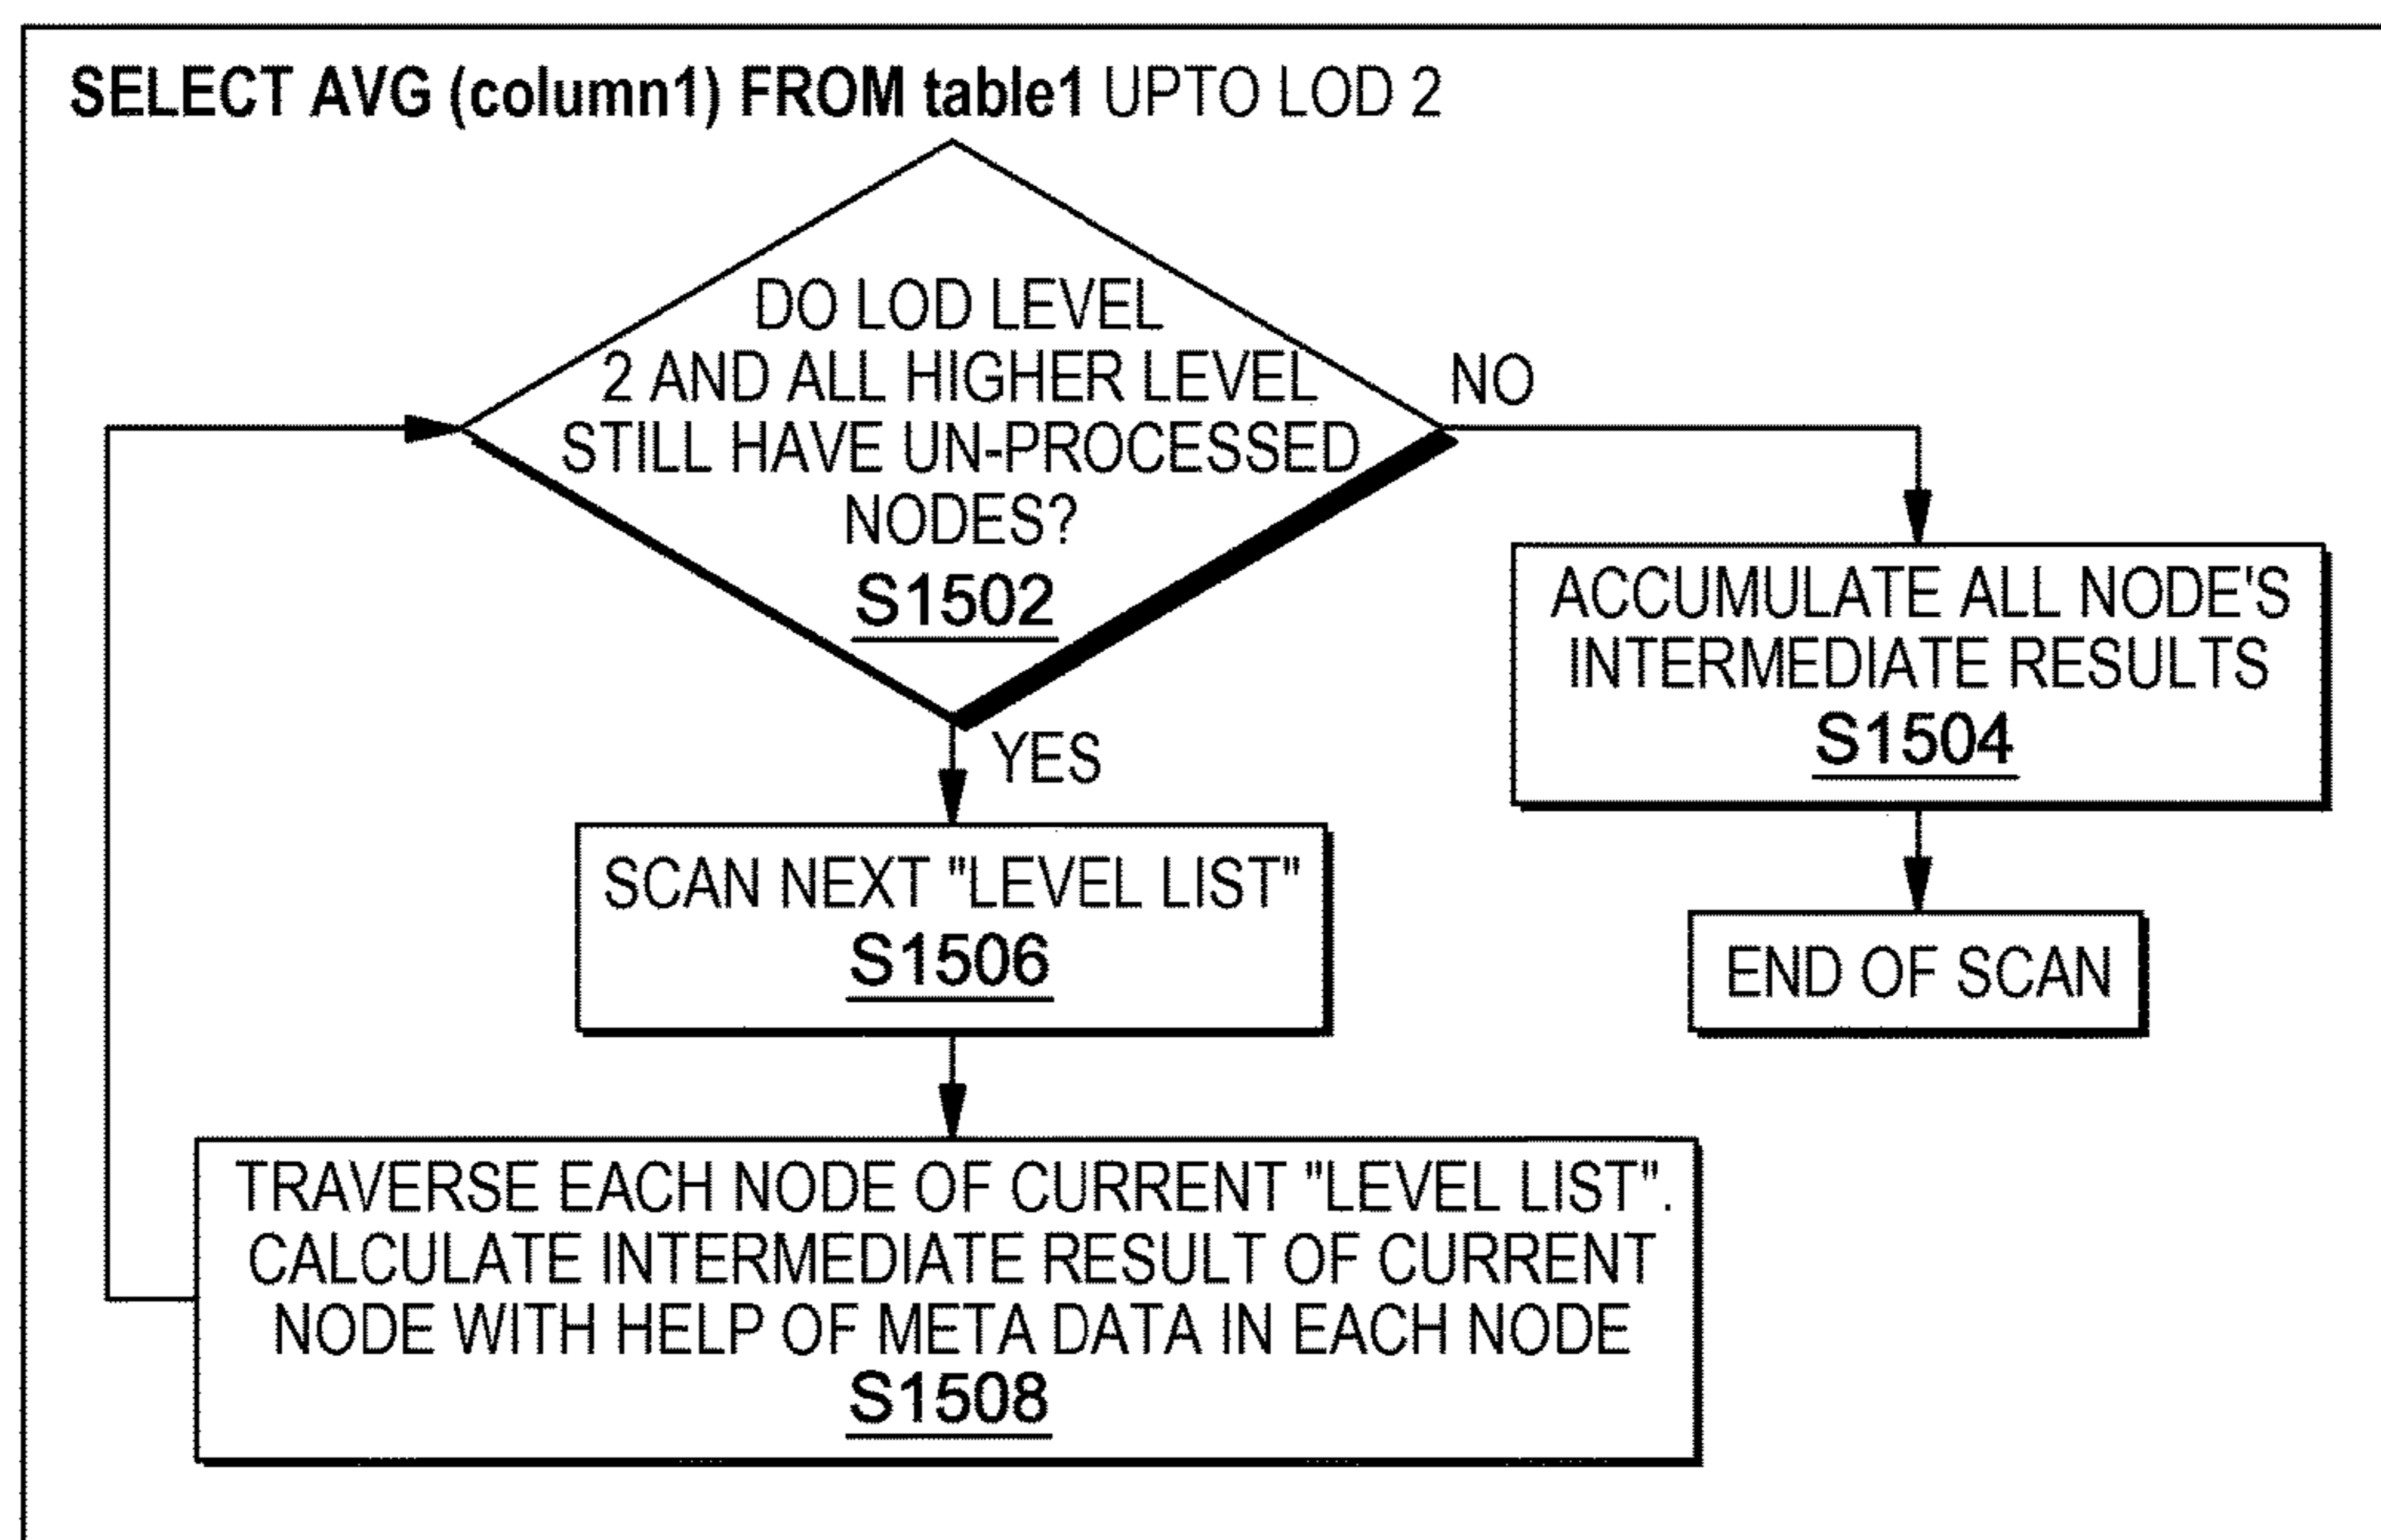 SELECT AVG (column1) FROM table1 UPTO LOD 2
DO LOD LEVEL
2 AND ALL HIGHER LEVEL
STILL HAVE UN-PROCESSED
NODES?
S1502
NO
ACCUMULATE ALL NODE'S
INTERMEDIATE RESULTS
S1504
END OF SCAN
YES
SCAN NEXT "LEVEL LIST"
S1506
TRAVERSE EACH NODE OF CURRENT "LEVEL LIST".
CALCULATE INTERMEDIATE RESULT OF CURRENT
NODE WITH HELP OF META DATA IN EACH NODE
S1508